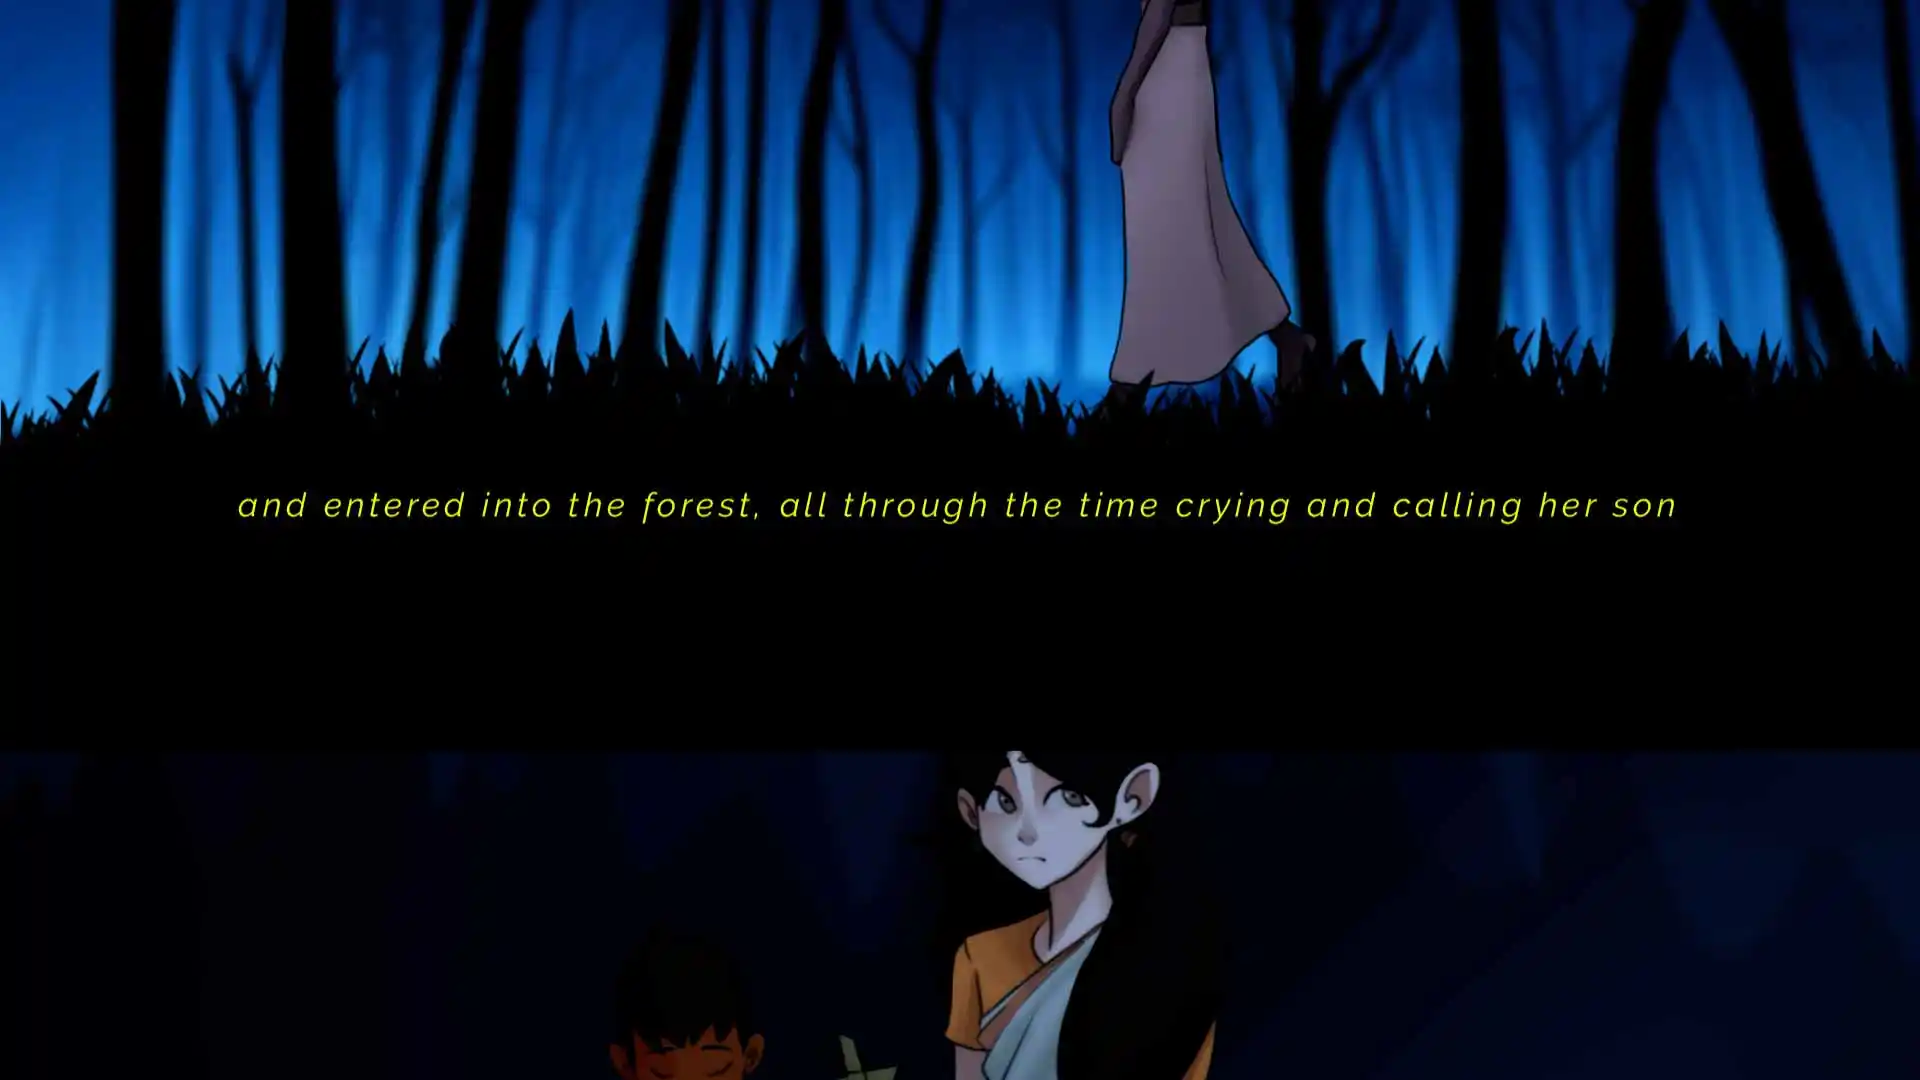 and entered into the forest, all through the time crying and calling her son